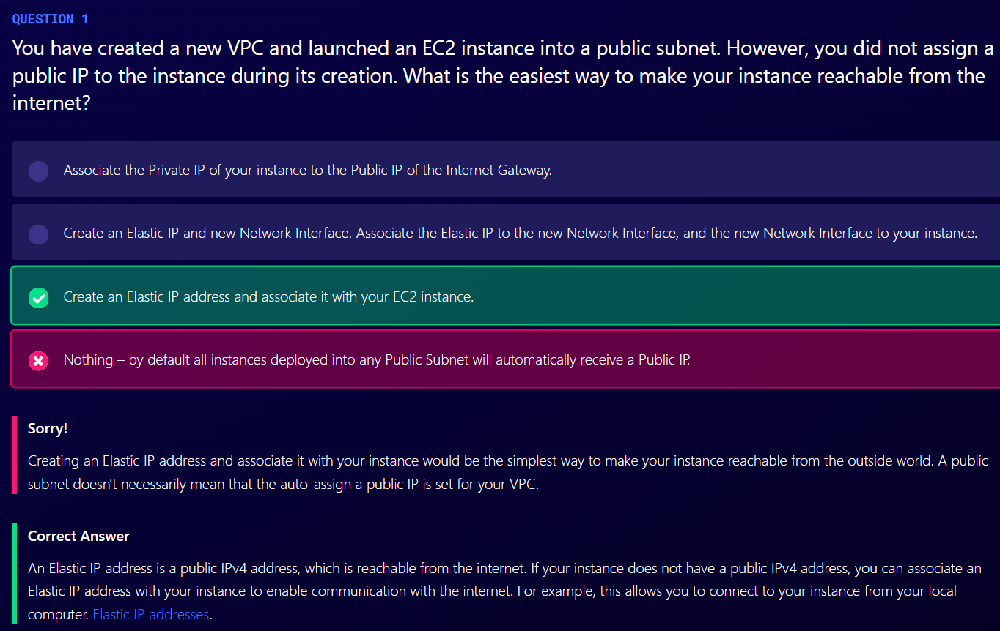 QUESTION 1
You have created a new VPC and launched an EC2 instance into a public subnet. However, you did not assign a
public IP to the instance during its creation. What is the easiest way to make your instance reachable from the
internet?
Associate the Private IP of your instance to the Public IP of the Internet Gateway.
Create an Elastic IP and new Network Interface. Associate the Elastic IP to the new Network Interface, and the new Network Interface to your instance.
Create an Elastic IP address and associate it with your EC2 instance.
Nothing – by default all instances deployed into any Public Subnet will automatically receive a Public IP.
Sorry!
Creating an Elastic IP address and associate it with your instance would be the simplest way to make your instance reachable from the outside world. A public
subnet doesn't necessarily mean that the auto-assign a public IP is set for your VPC.
Correct Answer
An Elastic IP address is a public IPv4 address, which is reachable from the internet. If your instance does not have a public IPv4 address, you can associate an
Elastic IP address with your instance to enable communication with the internet. For example, this allows you to connect to your instance from your local
computer. Elastic IP addresses.